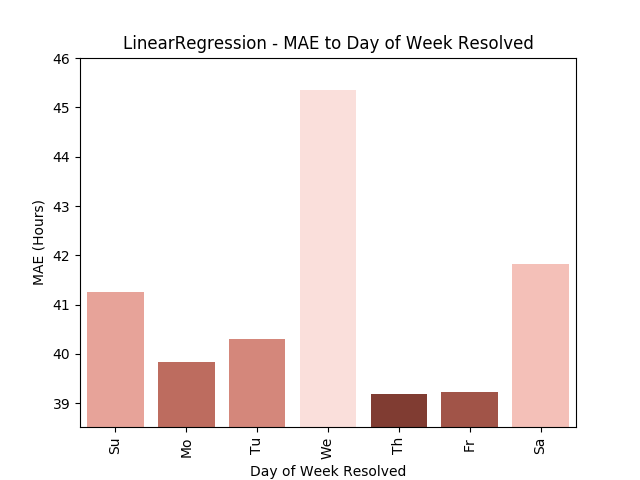 LinearRegression - MAE to Day of Week Resolved
46
45
44
43
42
41
40
39
MAE (Hours)
Su
Mo
Tu
We
Th
Fr
Sa
Day of Week Resolved